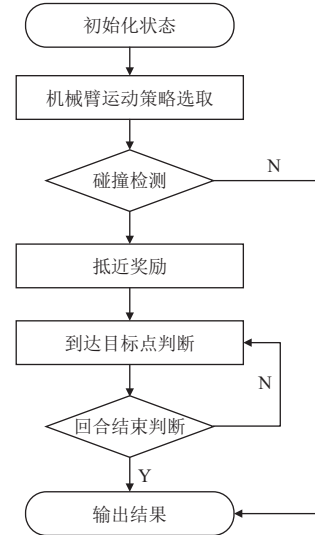 初始化状态
机械臂运动策略选取
碰撞检测
N
抵近奖励
到达目标点判断
N
回合结束判断
Y
输出结果